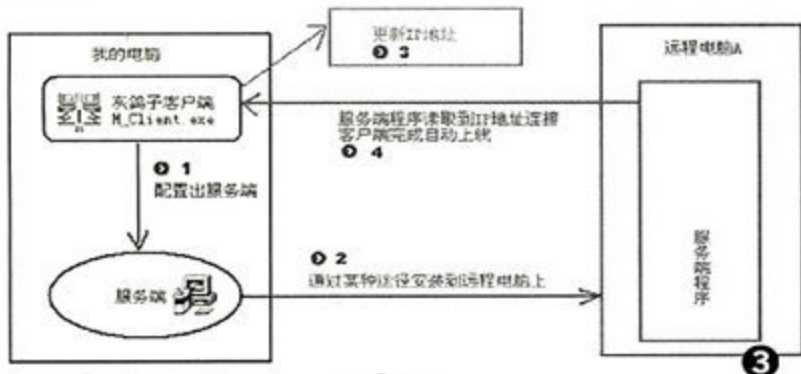 我的电脑
灰鸽子客户端
M_Client.exe
1
配置出服务端
服务端
更新IP地址
3
服务端程序读取到IP地址连接
客户端完成自动上线
4
2
通过某种途径安装到远程电脑上
远程电脑A
服务端程序
3